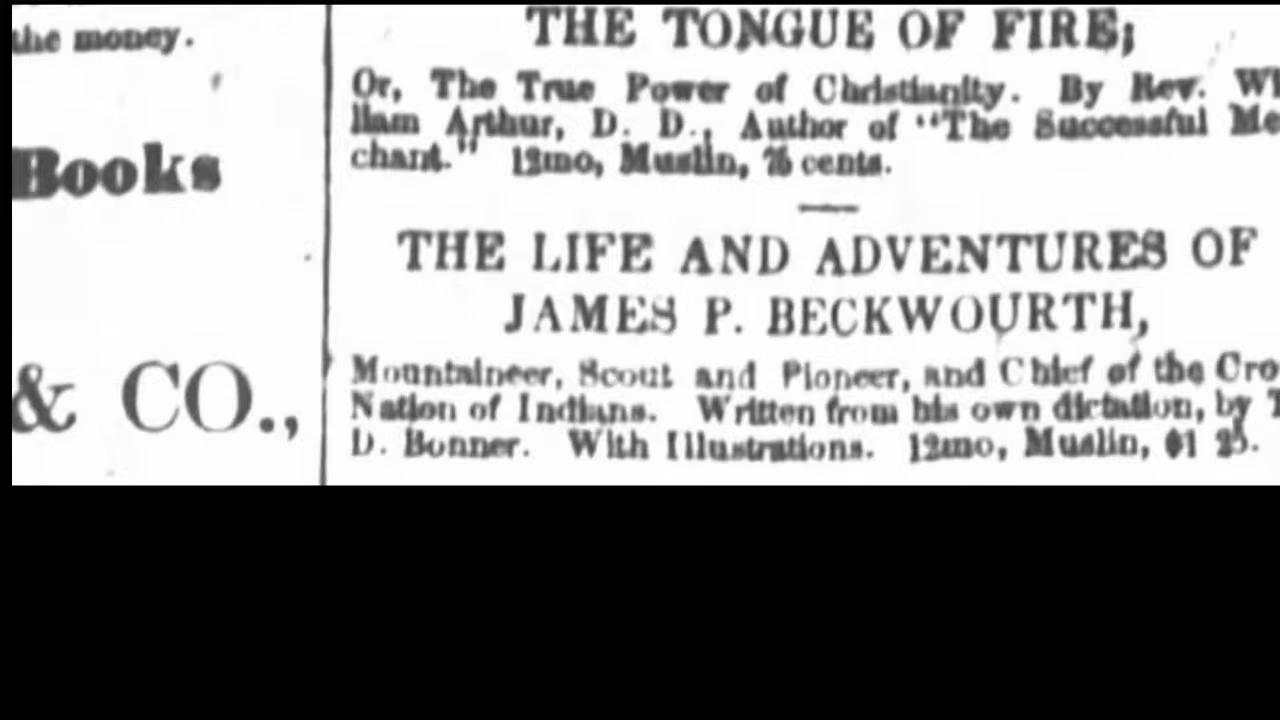 the money.
Books
& CO.,
THE TONGUE OF FIRE;
Or, The True Power of Christianity. By Rev. Wi
liam Arthur, D. D., Author of "The Successful Me
chant." 12mo, Muslin, 75 cents.
THE LIFE AND ADVENTURES OF
JAMES P. BECKWOURTH,
Mountaineer, Scout and Pioneer, and Chief of the Cro
Nation of Indians. Written from his own dictation, by T
D. Bonner. With Illustrations. 12mo, Muslin, $1 25.